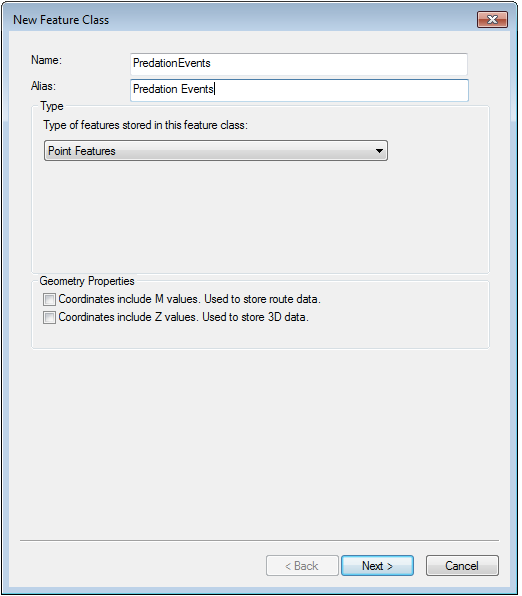 New Feature Class
Name: PredationEvents
Alias: Predation Events
Type
Type of features stored in this feature class:
Point Features
Geometry Properties
Coordinates include M values. Used to store route data.
Coordinates include Z values. Used to store 3D data.
< Back Next > Cancel